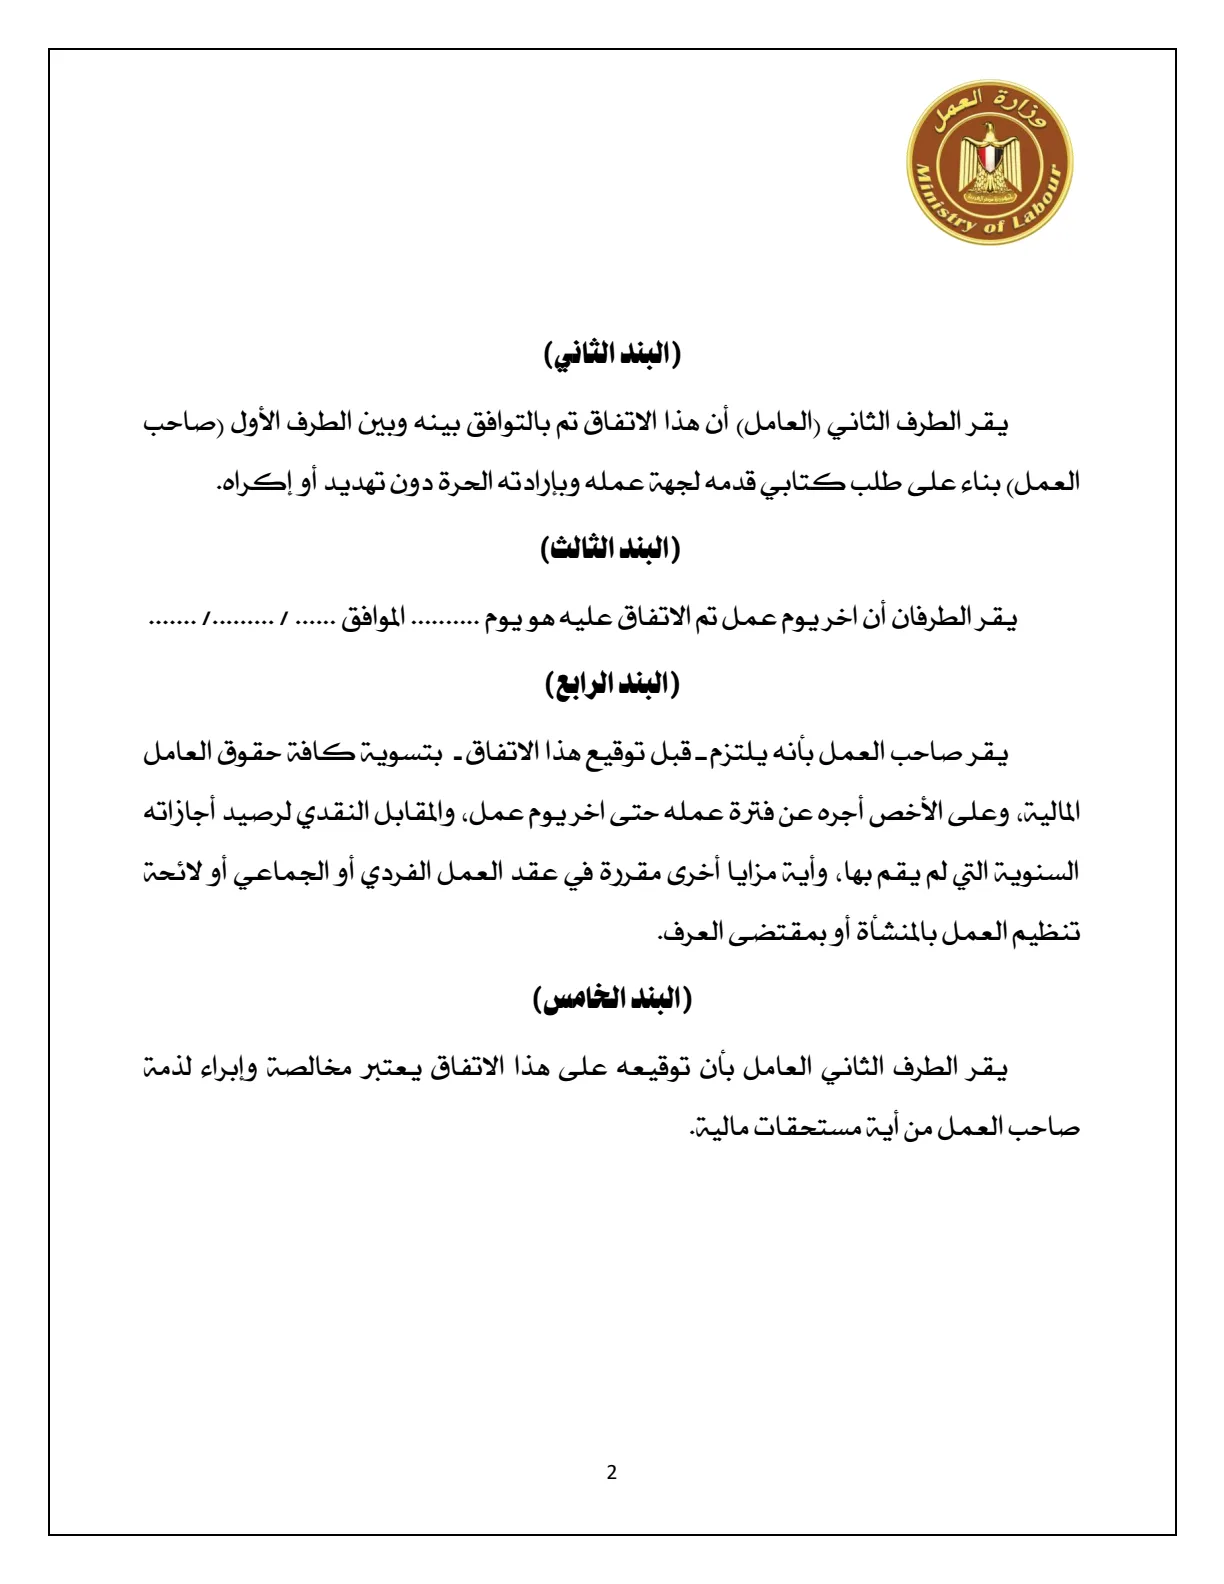 وزارة العمل
Ministry of Labour
(البند الثاني)
يقر الطرف الثاني (العامل) أن هذا الاتفاق تم بالتوافق بينه وبين الطرف الأول (صاحب
العمل) بناء على طلب كتابي قدمه لجهة عمله وبإرادته الحرة دون تهديد أو إكراه.
(البند الثالث)
يقر الطرفان أن اخر يوم عمل تم الاتفاق عليه هو يوم .......... الموافق ...... / ........./ .......
(البند الرابع)
يقر صاحب العمل بأنه يلتزم ـ قبل توقيع هذا الاتفاق ـ بتسوية كافة حقوق العامل
المالية، وعلى الأخص أجره عن فترة عمله حتى اخر يوم عمل، والمقابل النقدي لرصيد أجازاته
السنوية التي لم يقم بها، وأية مزايا أخرى مقررة في عقد العمل الفردي أو الجماعي أو لائحة
تنظيم العمل بالمنشأة أو بمقتضى العرف.
(البند الخامس)
يقر الطرف الثاني العامل بأن توقيعه على هذا الاتفاق يعتبر مخالصة وإبراء لذمة
صاحب العمل من أية مستحقات مالية.
2